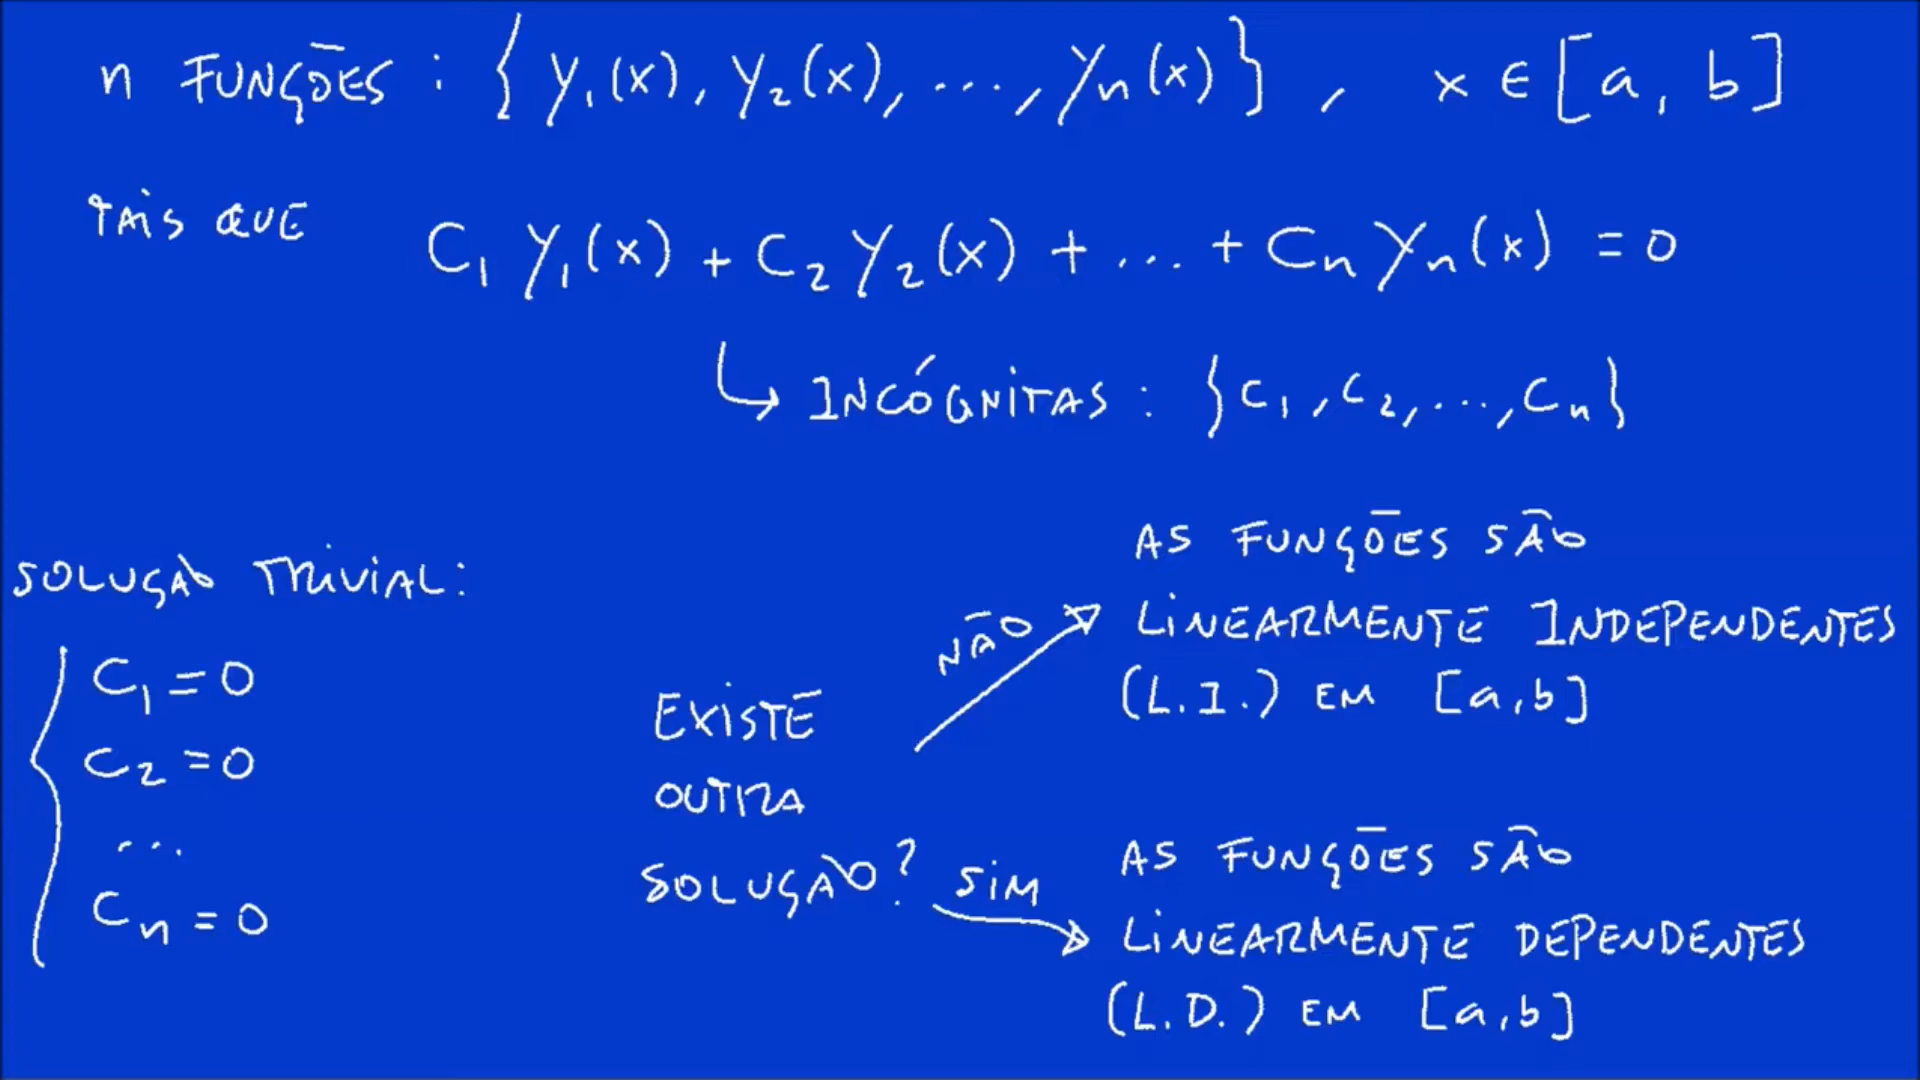 n FUNÇÕES : { y₁(x), y₂(x), ..., yₙ(x) } , x ∈ [a, b]
TAIS QUE
C₁ y₁(x) + C₂ y₂(x) + ... + Cₙ yₙ(x) = 0
↳ INCÓGNITAS : {C₁, C₂, ..., Cₙ}
SOLUÇÃO TRIVIAL:
C₁ = 0
C₂ = 0
...
Cₙ = 0
EXISTE
OUTRA
SOLUÇÃO?
NÃO
AS FUNÇÕES SÃO
LINEARMENTE INDEPENDENTES
(L.I.) EM [a,b]
SIM
AS FUNÇÕES SÃO
LINEARMENTE DEPENDENTES
(L.D.) EM [a,b]